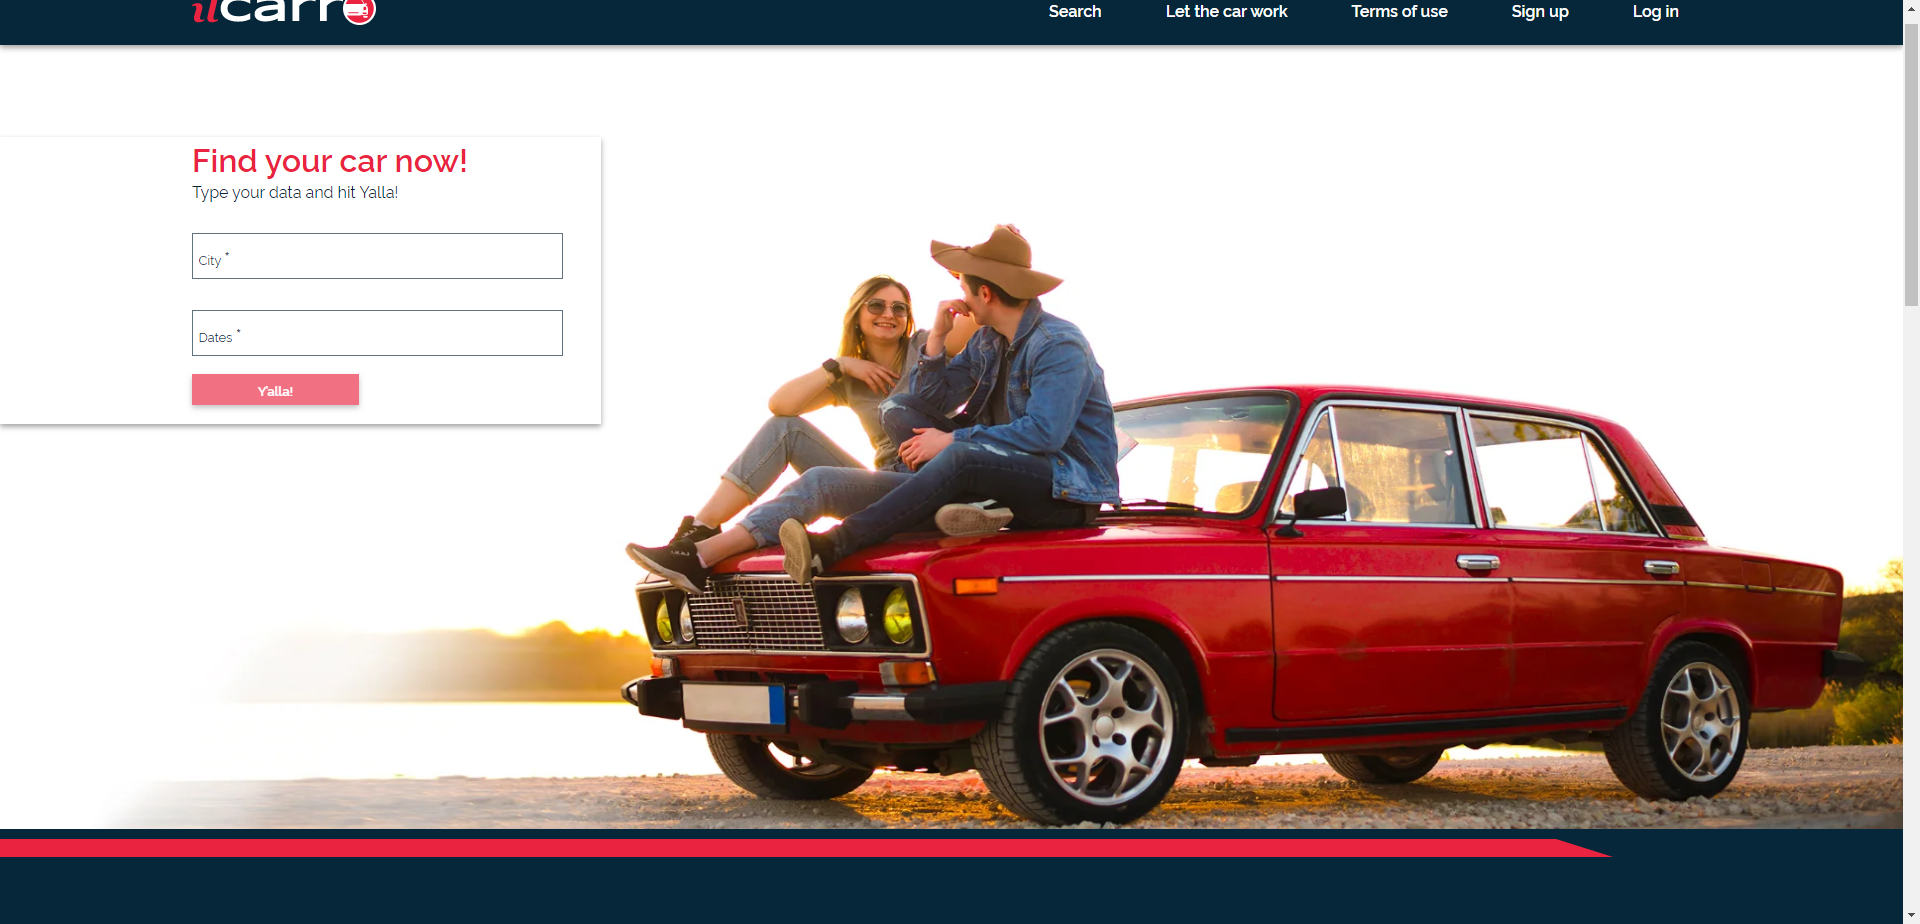 ilcarro
Search
Let the car work
Terms of use
Sign up
Log in
Find your car now!
Type your data and hit Yalla!
City *
Dates *
Y'alla!